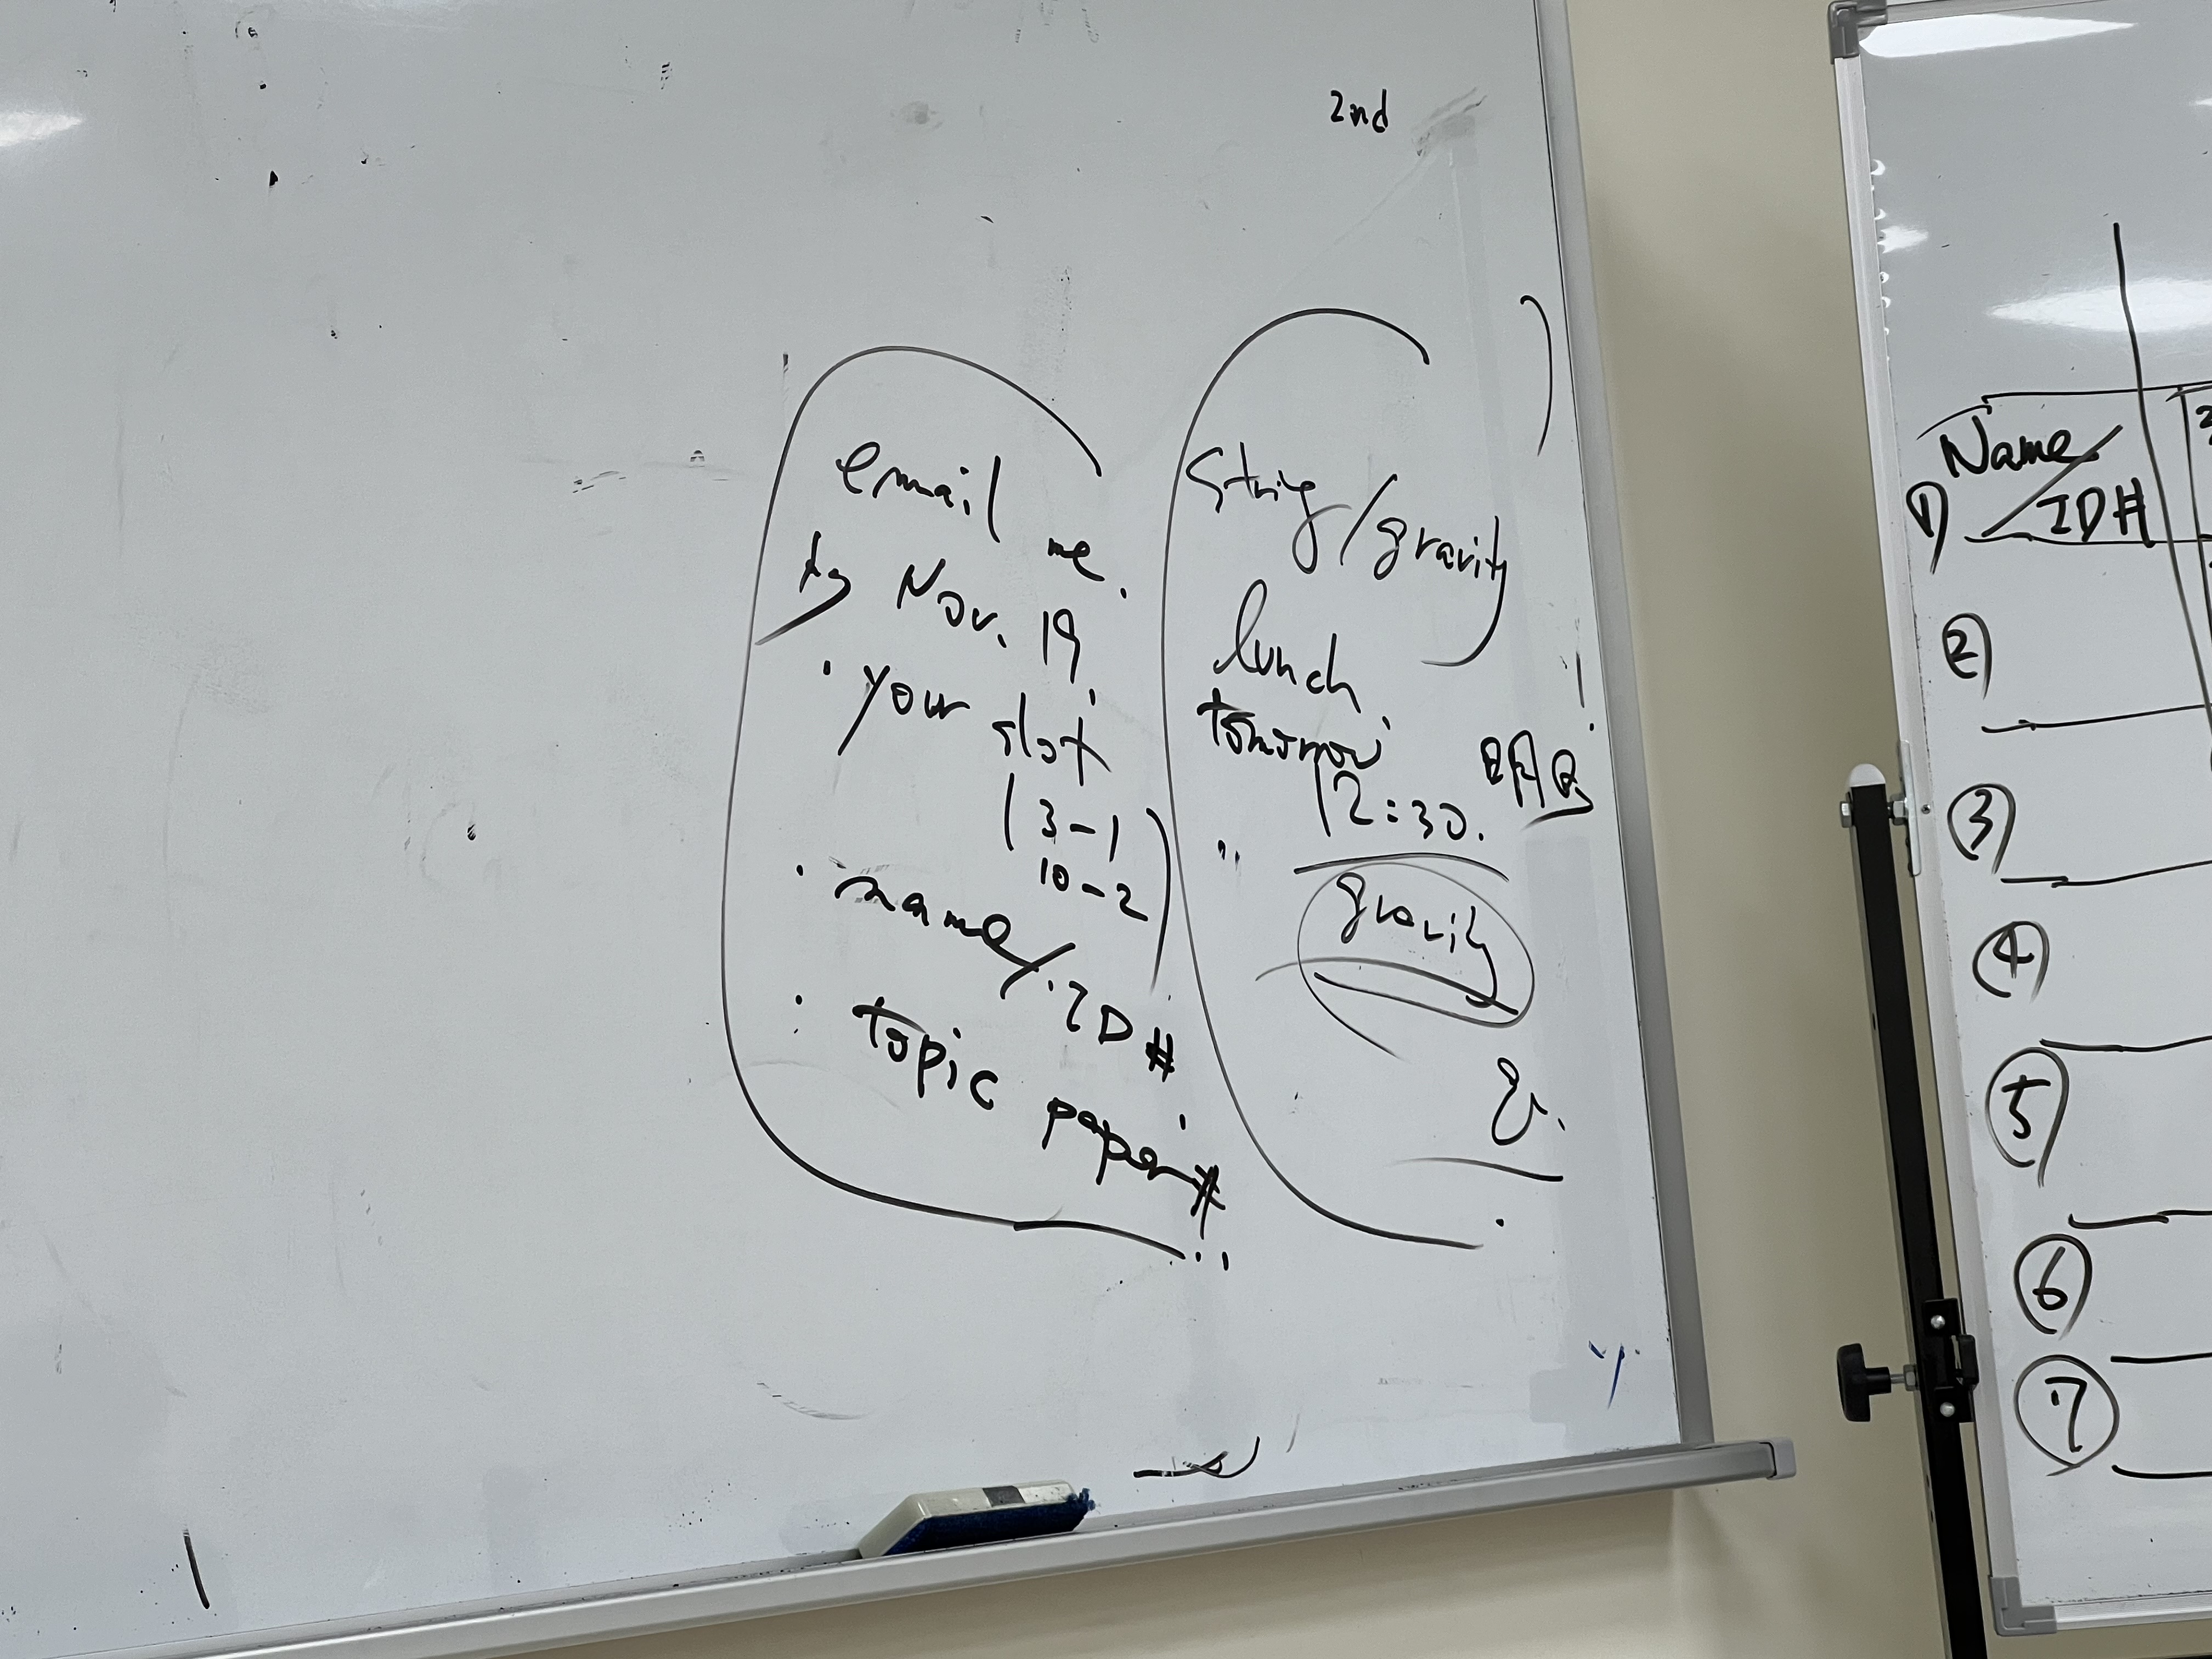 2nd
email me.
by Nov. 19
· your slot
(3-1
10-2)
· name/ID#
· topic paper#
String/gravity
lunch
tomorrow
12:30.
gravity
Name/ID#
①
②
③
④
⑤
⑥
⑦